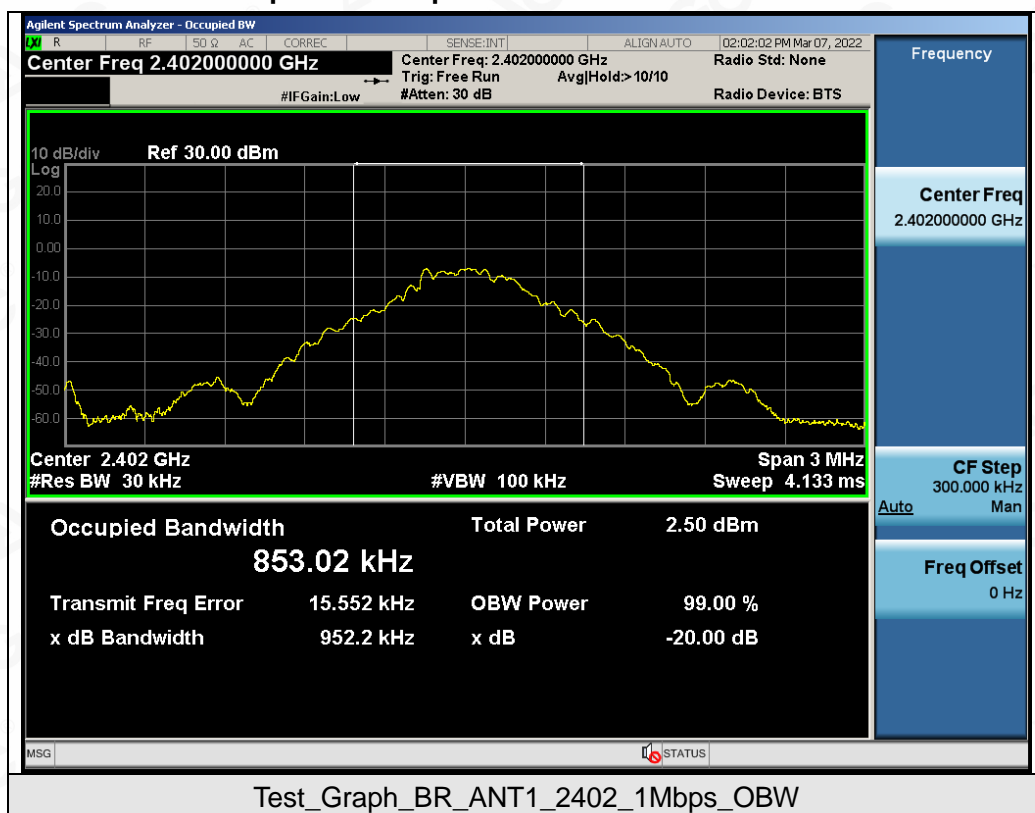 Agilent Spectrum Analyzer - Occupied BW
LXI R RF 50 Ω AC CORREC SENSE:INT ALIGN AUTO 02:02:02 PM Mar 07, 2022
Center Freq 2.402000000 GHz
#IFGain:Low
Center Freq: 2.402000000 GHz
Trig: Free Run Avg|Hold:>10/10
#Atten: 30 dB
Radio Std: None
Radio Device: BTS
10 dB/div Ref 30.00 dBm
Log
20.0
10.0
0.00
-10.0
-20.0
-30.0
-40.0
-50.0
-60.0
Center 2.402 GHz Span 3 MHz
#Res BW 30 kHz #VBW 100 kHz Sweep 4.133 ms
Occupied Bandwidth Total Power 2.50 dBm
853.02 kHz
Transmit Freq Error 15.552 kHz OBW Power 99.00 %
x dB Bandwidth 952.2 kHz x dB -20.00 dB
MSG STATUS
Frequency
Center Freq
2.402000000 GHz
CF Step
300.000 kHz
Auto Man
Freq Offset
0 Hz
Test_Graph_BR_ANT1_2402_1Mbps_OBW